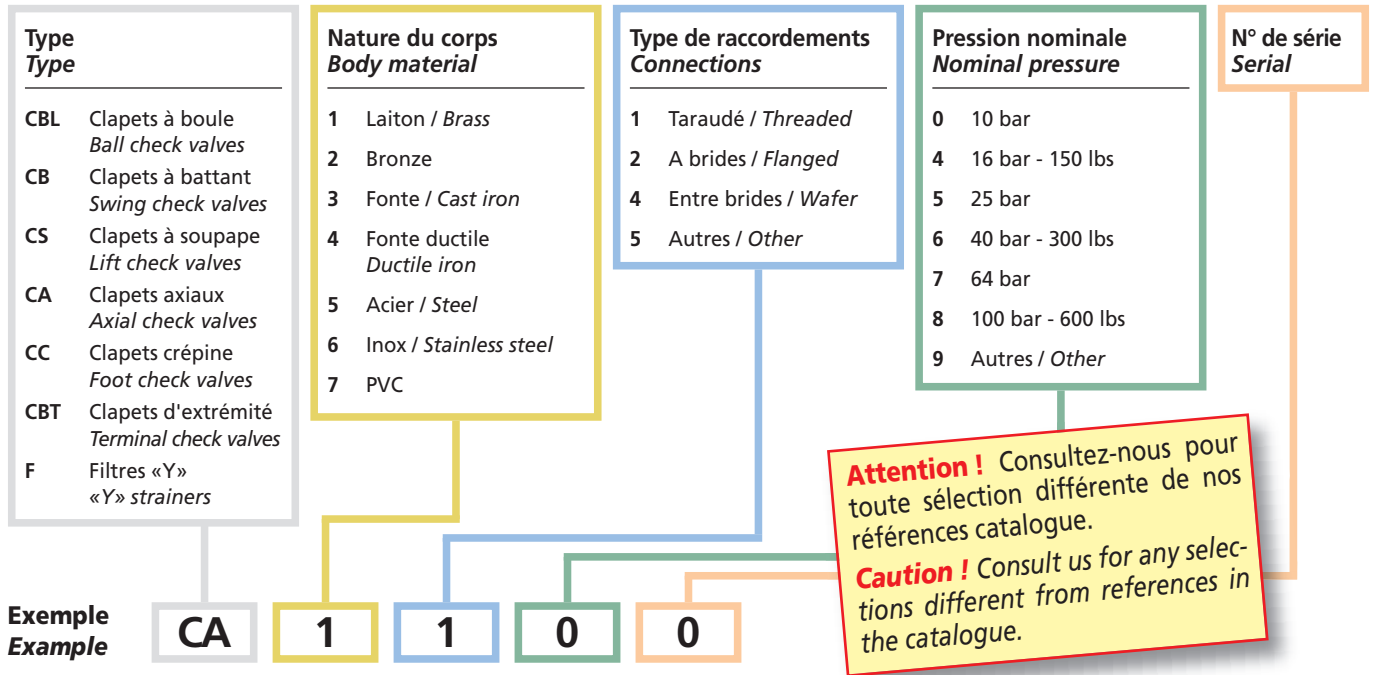 Type
Type
CBL Clapets à boule
Ball check valves
CB Clapets à battant
Swing check valves
CS Clapets à soupape
Lift check valves
CA Clapets axiaux
Axial check valves
CC Clapets crépine
Foot check valves
CBT Clapets d'extrémité
Terminal check valves
F Filtres «Y»
«Y» strainers
Nature du corps
Body material
1 Laiton / Brass
2 Bronze
3 Fonte / Cast iron
4 Fonte ductile
Ductile iron
5 Acier / Steel
6 Inox / Stainless steel
7 PVC
Type de raccordements
Connections
1 Taraudé / Threaded
2 A brides / Flanged
4 Entre brides / Wafer
5 Autres / Other
Pression nominale
Nominal pressure
0 10 bar
4 16 bar - 150 lbs
5 25 bar
6 40 bar - 300 lbs
7 64 bar
8 100 bar - 600 lbs
9 Autres / Other
N° de série
Serial
Attention ! Consultez-nous pour
toute sélection différente de nos
références catalogue.
Caution ! Consult us for any selec-
tions different from references in
the catalogue.
Exemple
Example
CA 1 1 0 0